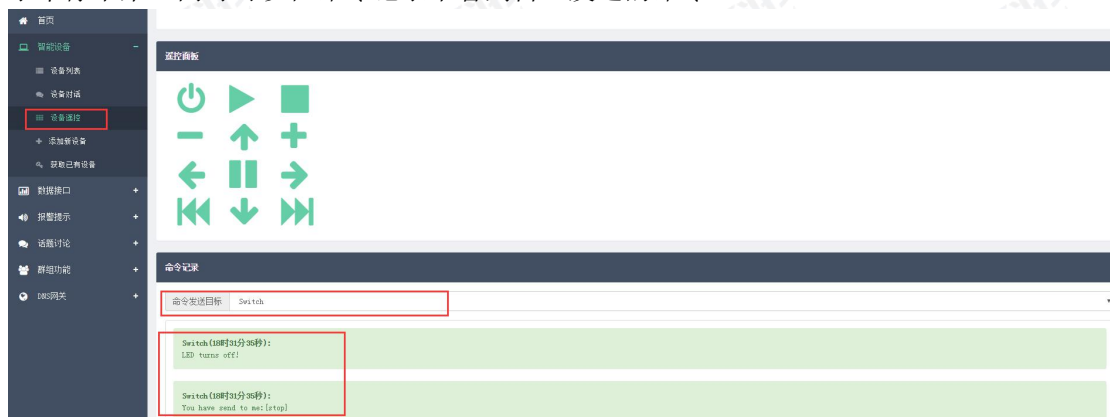 首页
智能设备
设备列表
设备对话
设备遥控
添加新设备
获取已有设备
数据接口
报警提示
话题讨论
群组功能
DNS网关
遥控面板
命令记录
命令发送目标 Switch
Switch(18时31分35秒):
LED turns off!
Switch(18时31分35秒):
You have send to me:[stop]